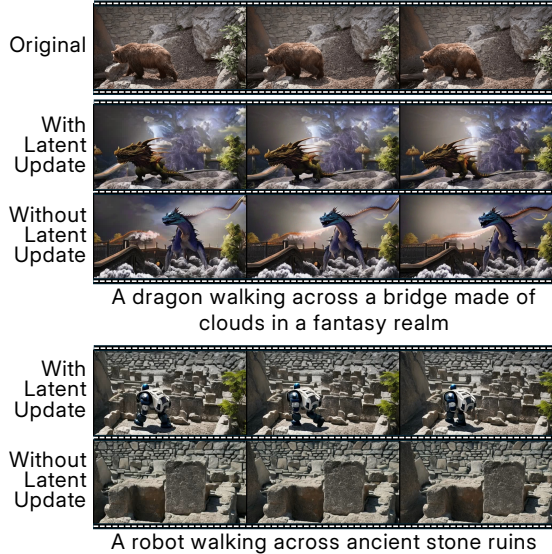 Original
With
Latent
Update
Without
Latent
Update
A dragon walking across a bridge made of
clouds in a fantasy realm
With
Latent
Update
Without
Latent
Update
A robot walking across ancient stone ruins